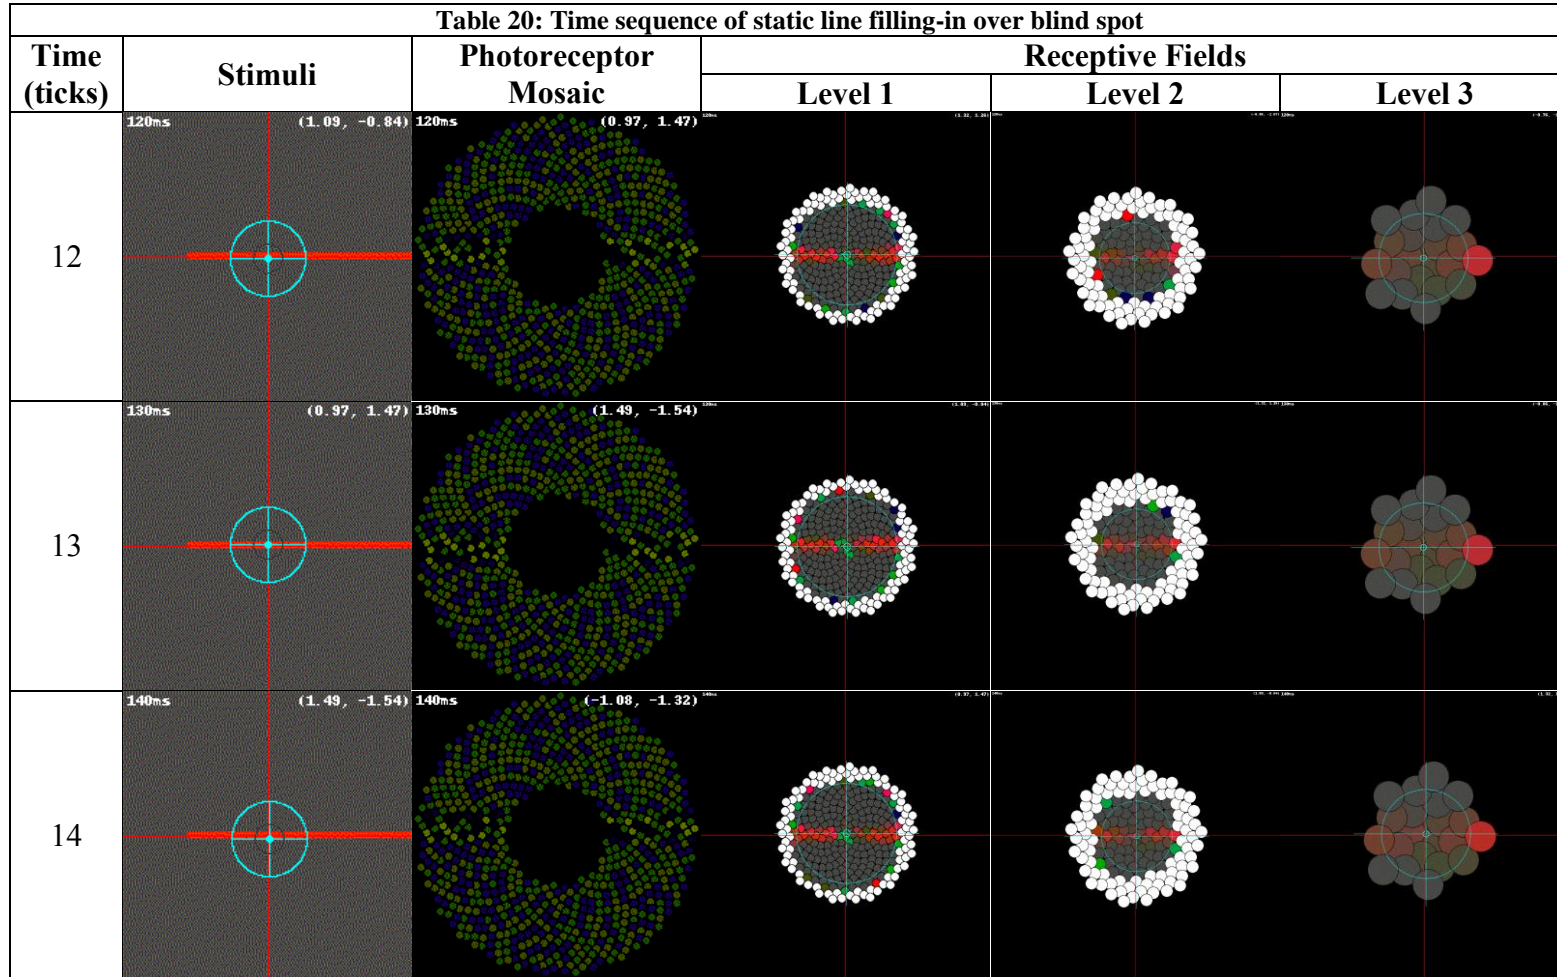 Table 20: Time sequence of static line filling-in over blind spot
Time (ticks) Stimuli Photoreceptor Mosaic Receptive Fields
Level 1 Level 2 Level 3
12
120ms (1.09, -0.84)
120ms (0.97, 1.47)
13
130ms (0.97, 1.47)
130ms (1.49, -1.54)
14
140ms (1.49, -1.54)
140ms (-1.08, -1.32)